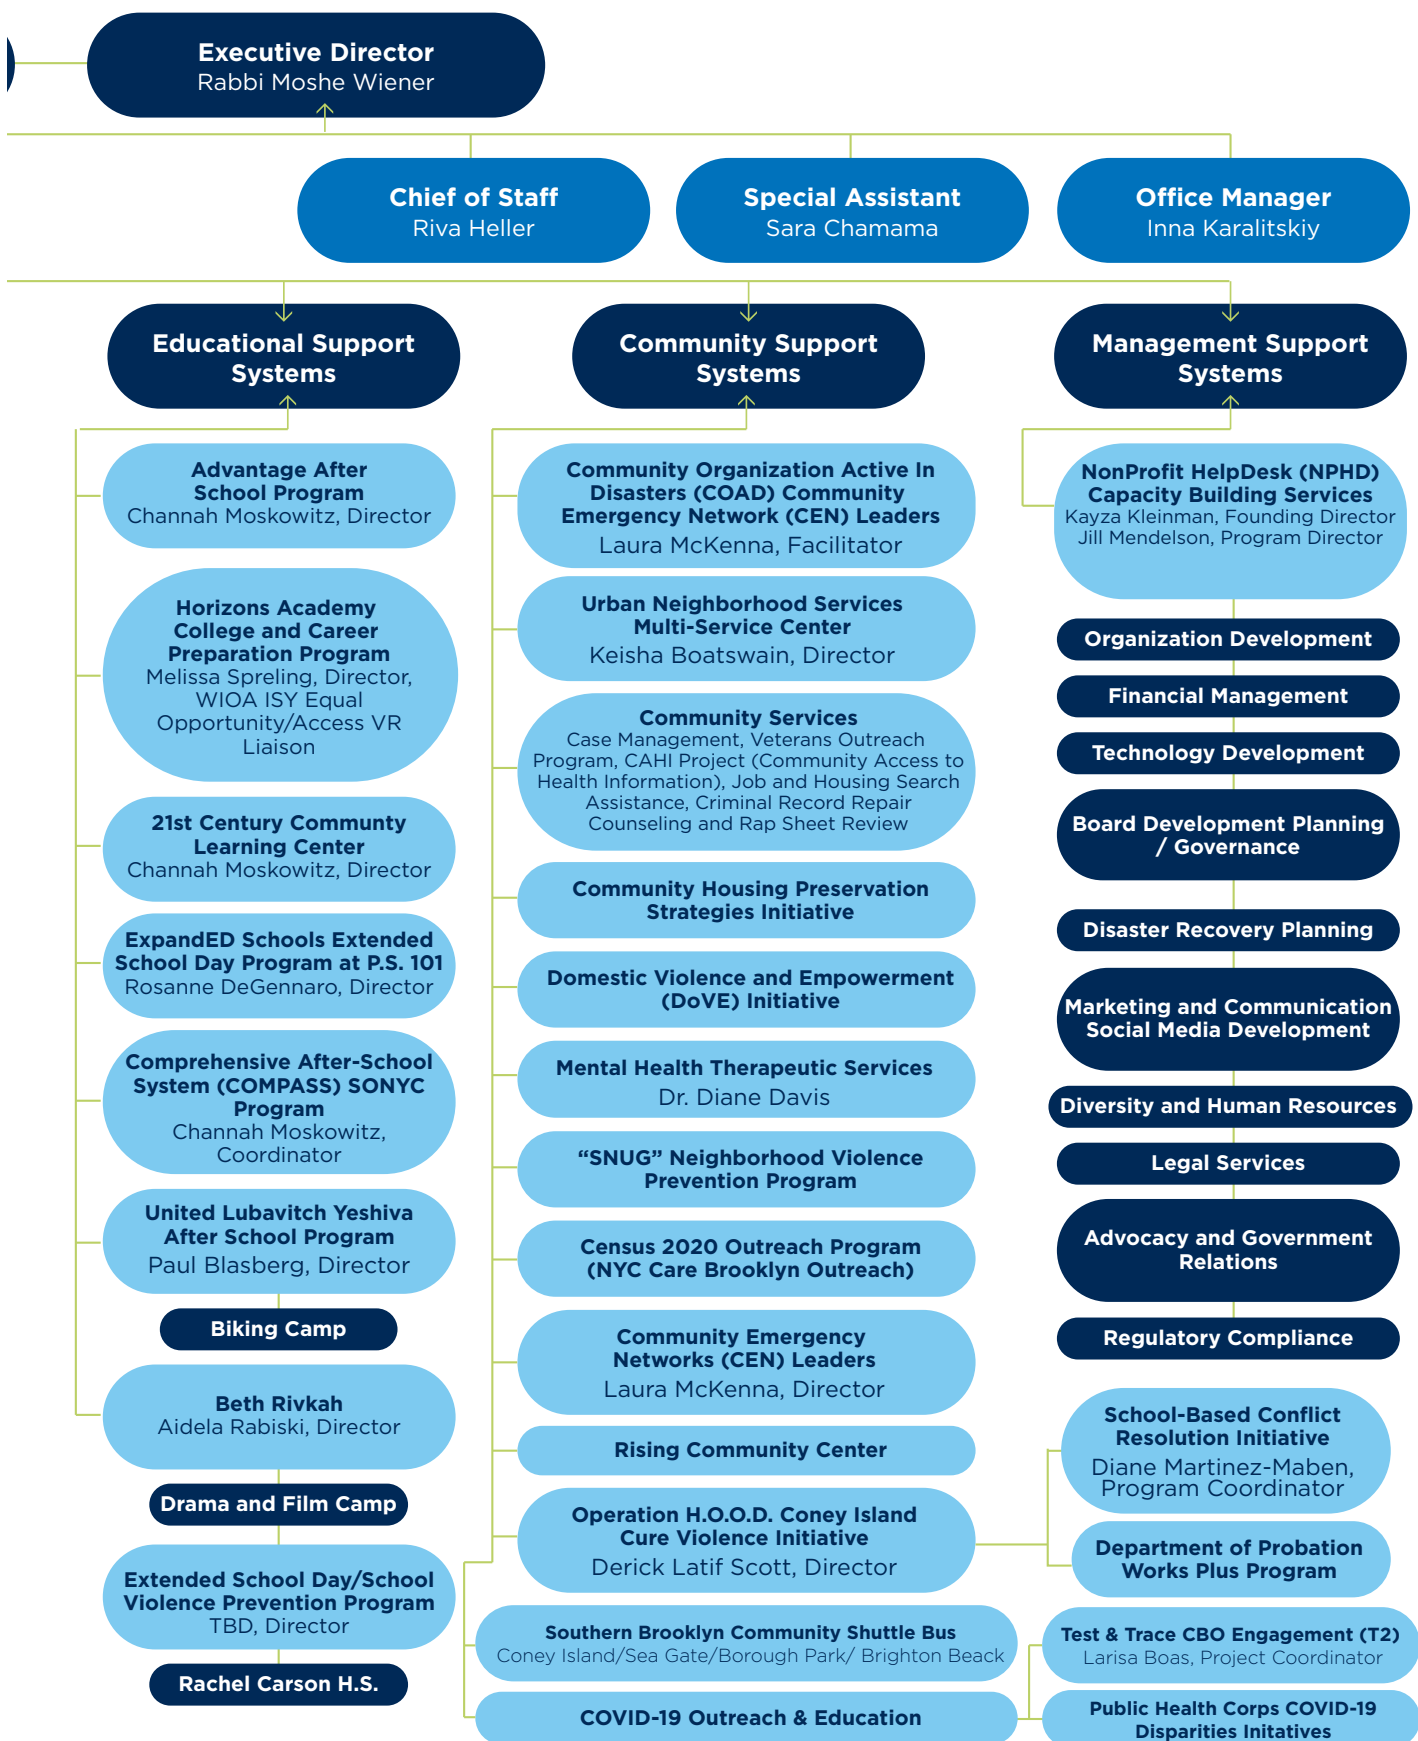 Executive Director
Rabbi Moshe Wiener
Chief of Staff
Riva Heller
Special Assistant
Sara Chamama
Office Manager
Inna Karalitskiy
Educational Support
Systems
Advantage After
School Program
Channah Moskowitz, Director
Horizons Academy
College and Career
Preparation Program
Melissa Spreling, Director,
WIOA ISY Equal
Opportunity/Access VR
Liaison
21st Century Communty
Learning Center
Channah Moskowitz, Director
ExpandED Schools Extended
School Day Program at P.S. 101
Rosanne DeGennaro, Director
Comprehensive After-School
System (COMPASS) SONYC
Program
Channah Moskowitz,
Coordinator
United Lubavitch Yeshiva
After School Program
Paul Blasberg, Director
Biking Camp
Beth Rivkah
Aidela Rabiski, Director
Drama and Film Camp
Extended School Day/School
Violence Prevention Program
TBD, Director
Rachel Carson H.S.
Community Support
Systems
Community Organization Active In
Disasters (COAD) Community
Emergency Network (CEN) Leaders
Laura McKenna, Facilitator
Urban Neighborhood Services
Multi-Service Center
Keisha Boatswain, Director
Community Services
Case Management, Veterans Outreach
Program, CAHI Project (Community Access to
Health Information), Job and Housing Search
Assistance, Criminal Record Repair
Counseling and Rap Sheet Review
Community Housing Preservation
Strategies Initiative
Domestic Violence and Empowerment
(DoVE) Initiative
Mental Health Therapeutic Services
Dr. Diane Davis
“SNUG” Neighborhood Violence
Prevention Program
Census 2020 Outreach Program
(NYC Care Brooklyn Outreach)
Community Emergency
Networks (CEN) Leaders
Laura McKenna, Director
Rising Community Center
Operation H.O.O.D. Coney Island
Cure Violence Initiative
Derick Latif Scott, Director
School-Based Conflict
Resolution Initiative
Diane Martinez-Maben,
Program Coordinator
Department of Probation
Works Plus Program
Southern Brooklyn Community Shuttle Bus
Coney Island/Sea Gate/Borough Park/ Brighton Beack
COVID-19 Outreach & Education
Test & Trace CBO Engagement (T2)
Larisa Boas, Project Coordinator
Public Health Corps COVID-19
Disparities Initatives
Management Support
Systems
NonProfit HelpDesk (NPHD)
Capacity Building Services
Kayza Kleinman, Founding Director
Jill Mendelson, Program Director
Organization Development
Financial Management
Technology Development
Board Development Planning
/ Governance
Disaster Recovery Planning
Marketing and Communication
Social Media Development
Diversity and Human Resources
Legal Services
Advocacy and Government
Relations
Regulatory Compliance